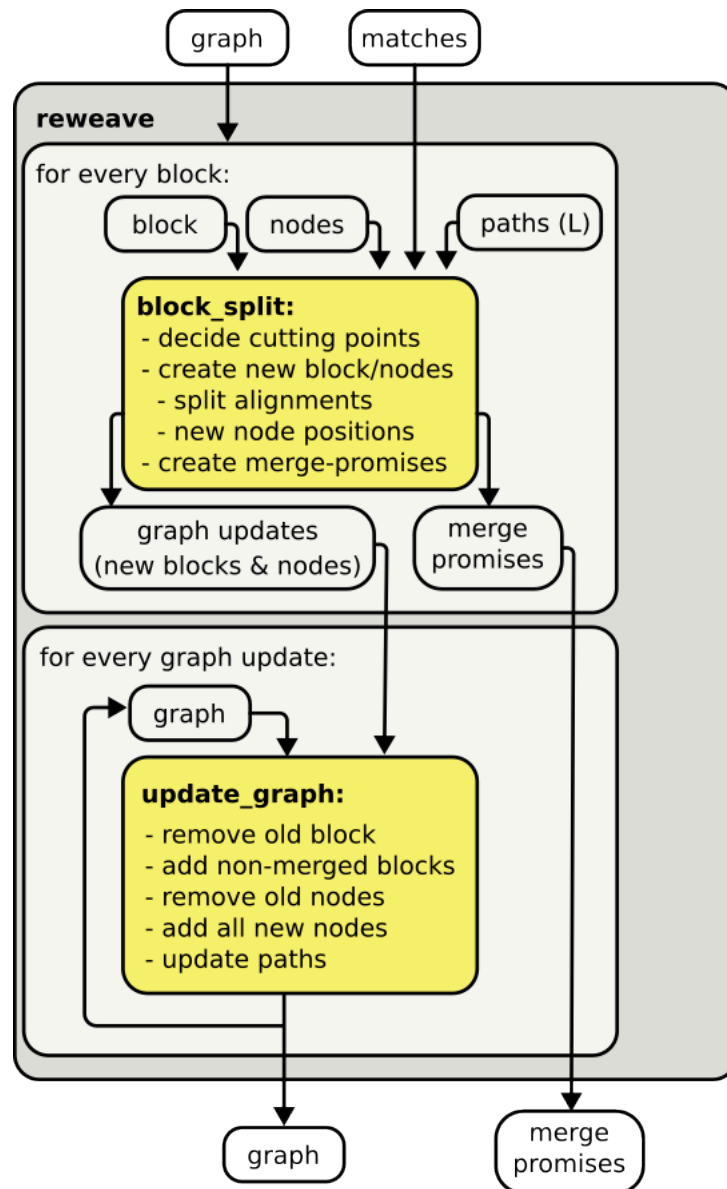 graph
matches
reweave
for every block:
block
nodes
paths (L)
block_split:
- decide cutting points
- create new block/nodes
- split alignments
- new node positions
- create merge-promises
graph updates
(new blocks & nodes)
merge
promises
for every graph update:
graph
update_graph:
- remove old block
- add non-merged blocks
- remove old nodes
- add all new nodes
- update paths
graph
merge
promises